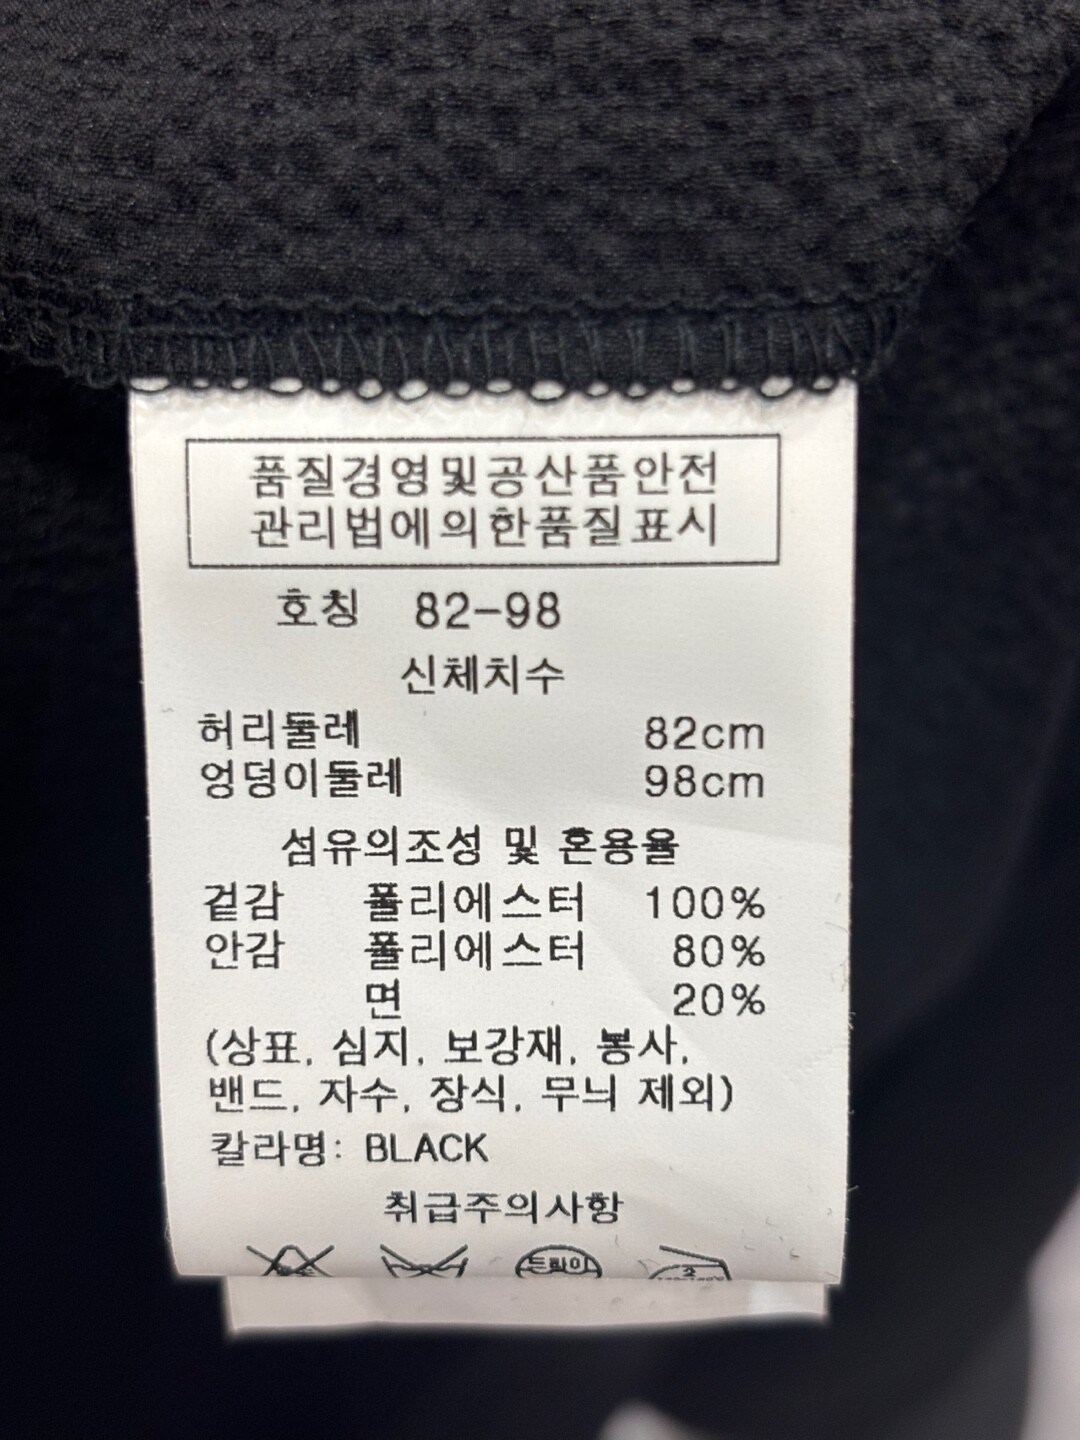 품질경영및공산품안전
관리법에의한품질표시
호칭 82-98
신체치수
허리둘레 82cm
엉덩이둘레 98cm
섬유의조성 및 혼용율
겉감 폴리에스터 100%
안감 폴리에스터 80%
면 20%
(상표, 심지, 보강재, 봉사,
밴드, 자수, 장식, 무늬 제외)
칼라명: BLACK
취급주의사항
드라이 2